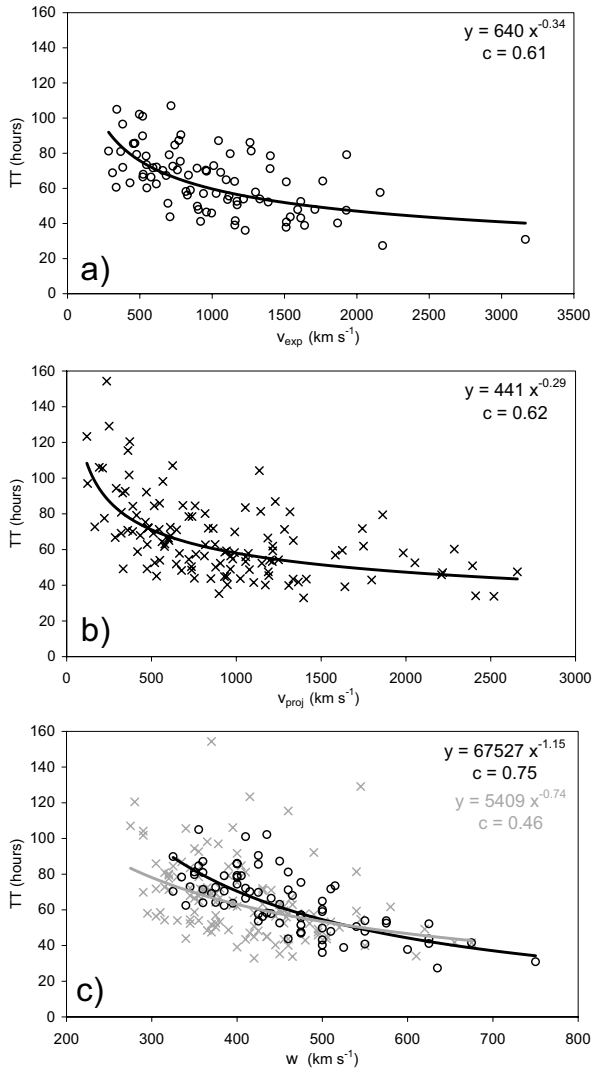 160
140
120
100
80
60
40
20
0
TT (hours)
y = 640 x^-0.34
c = 0.61
a)
0 500 1000 1500 2000 2500 3000 3500
v_exp (km s^-1)
160
140
120
100
80
60
40
20
0
TT (hours)
y = 441 x^-0.29
c = 0.62
b)
0 500 1000 1500 2000 2500 3000
v_proj (km s^-1)
160
140
120
100
80
60
40
20
0
TT (hours)
y = 67527 x^-1.15
c = 0.75
y = 5409 x^-0.74
c = 0.46
c)
200 300 400 500 600 700 800
w (km s^-1)